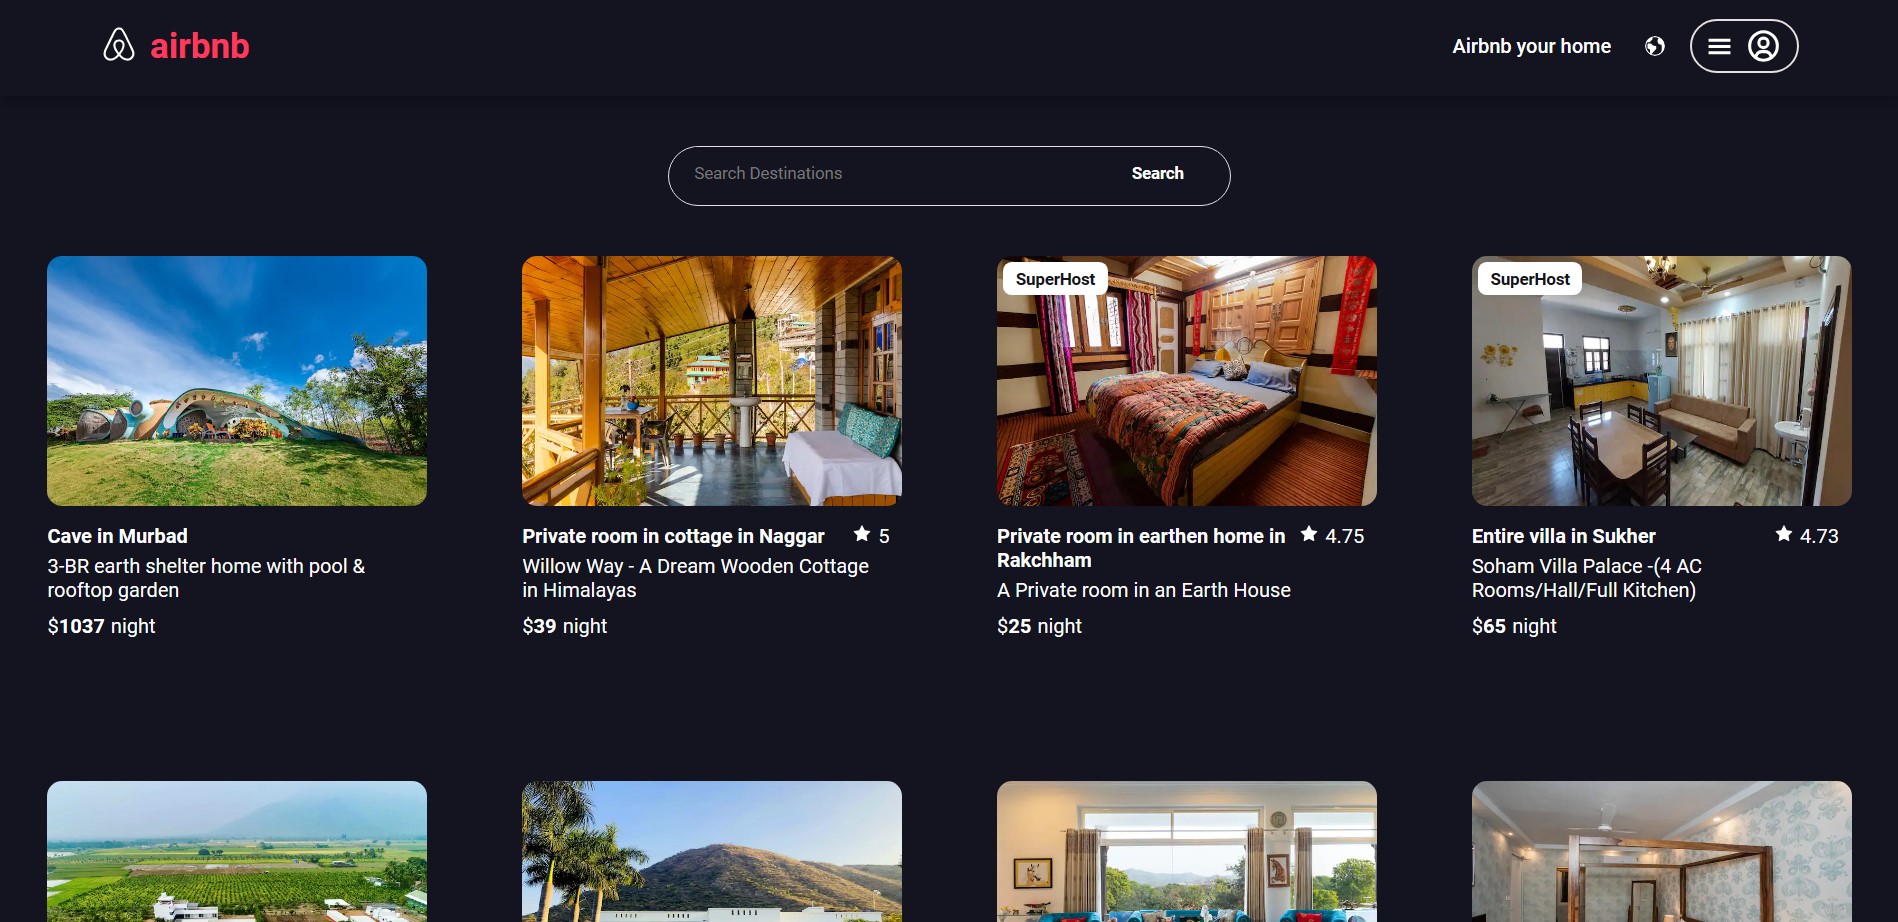 airbnb
Airbnb your home
Search Destinations
Search
SuperHost
SuperHost
Cave in Murbad
3-BR earth shelter home with pool &
rooftop garden
$1037 night
Private room in cottage in Naggar
5
Willow Way - A Dream Wooden Cottage
in Himalayas
$39 night
Private room in earthen home in
Rakchham
4.75
A Private room in an Earth House
$25 night
Entire villa in Sukher
4.73
Soham Villa Palace -(4 AC
Rooms/Hall/Full Kitchen)
$65 night